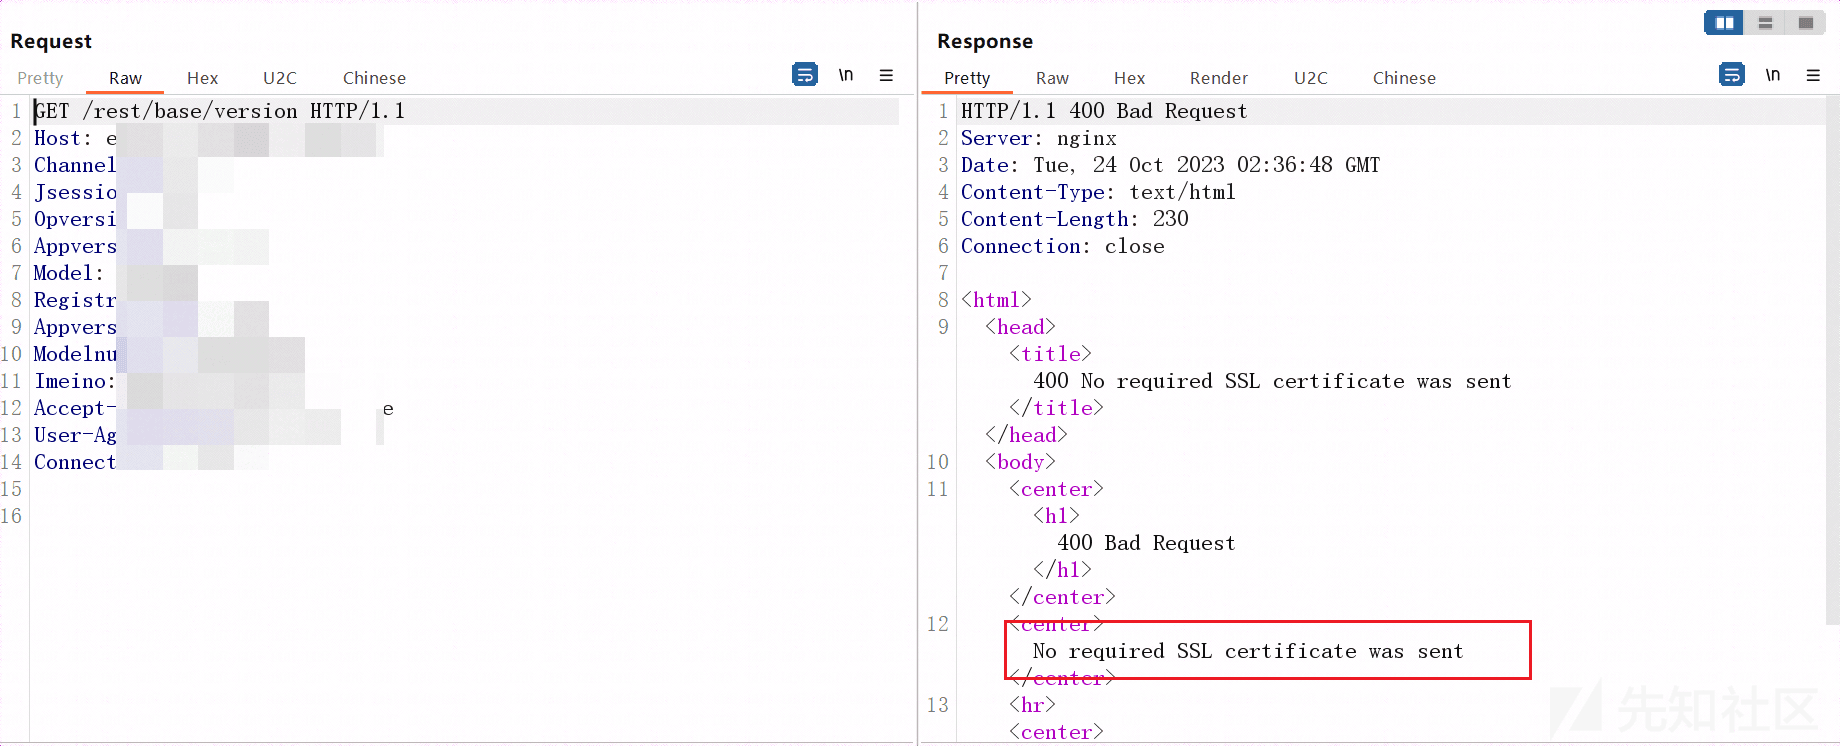 Request
Pretty Raw Hex U2C Chinese \n
1 GET /rest/base/version HTTP/1.1
2 Host: e
3 Channel
4 Jsessio
5 Opversi
6 Appvers
7 Model:
8 Registr
9 Appvers
10 Modelnu
11 Imeino:
12 Accept- e
13 User-Ag
14 Connect
15
16
Response
Pretty Raw Hex Render U2C Chinese \n
1 HTTP/1.1 400 Bad Request
2 Server: nginx
3 Date: Tue, 24 Oct 2023 02:36:48 GMT
4 Content-Type: text/html
5 Content-Length: 230
6 Connection: close
7
8 <html>
9 <head>
<title>
400 No required SSL certificate was sent
</title>
</head>
10 <body>
11 <center>
<h1>
400 Bad Request
</h1>
</center>
12 <center>
No required SSL certificate was sent
</center>
13 <hr>
<center>
先知社区